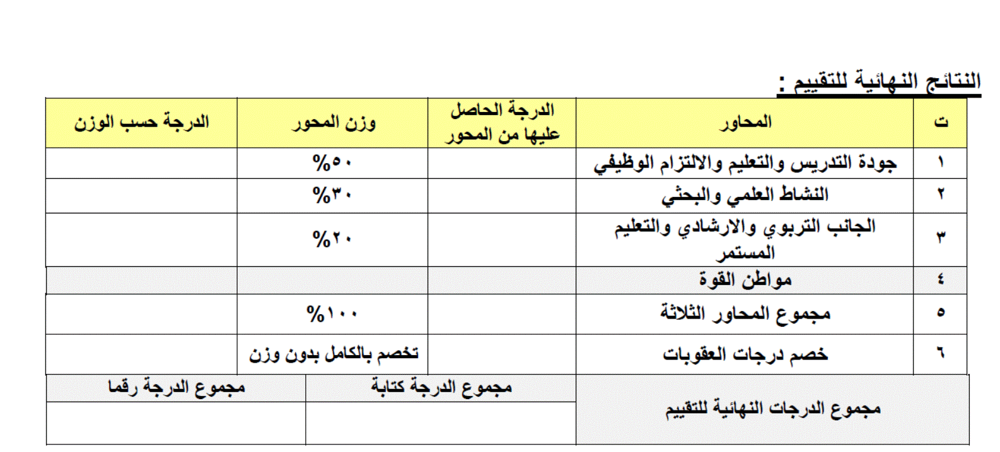 النتائج النهائية للتقييم :
ت
المحاور
الدرجة الحاصل
عليها من المحور
وزن المحور
الدرجة حسب الوزن
١
جودة التدريس والتعليم والالتزام الوظيفي
%٥٠
٢
النشاط العلمي والبحثي
%٣٠
٣
الجانب التربوي والارشادي والتعليم
المستمر
%٢٠
٤
مواطن القوة
٥
مجموع المحاور الثلاثة
%١٠٠
٦
خصم درجات العقوبات
تخصم بالكامل بدون وزن
مجموع الدرجات النهائية للتقييم
مجموع الدرجة كتابة
مجموع الدرجة رقما